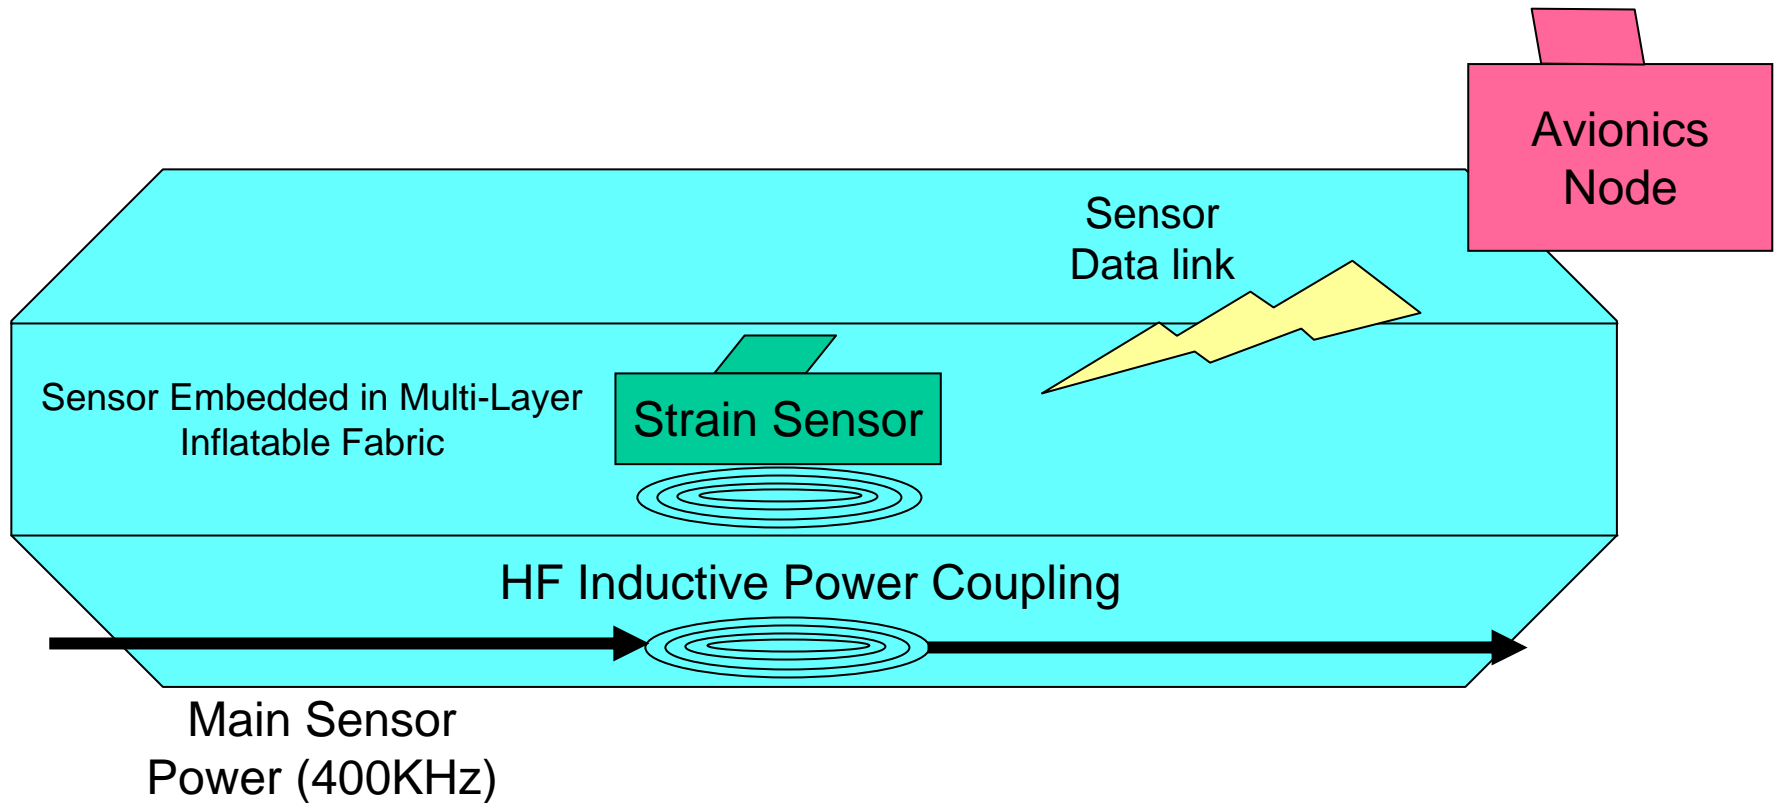 Avionics
Node
Sensor
Data link
Sensor Embedded in Multi-Layer
Inflatable Fabric
Strain Sensor
HF Inductive Power Coupling
Main Sensor
Power (400KHz)